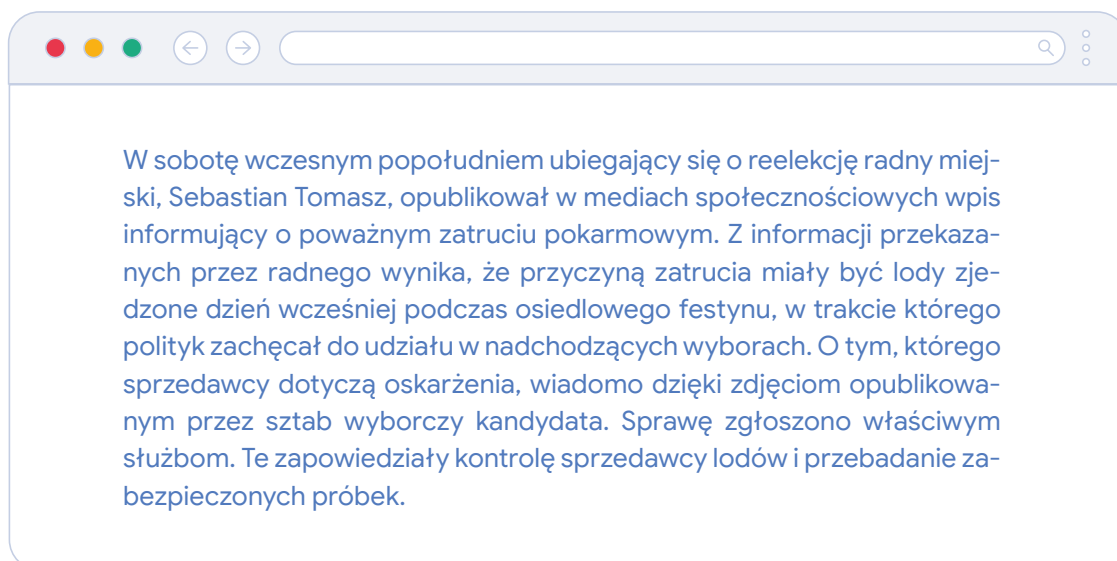 W sobotę wczesnym popołudniem ubiegający się o reelekcję radny miej-
ski, Sebastian Tomasz, opublikował w mediach społecznościowych wpis
informujący o poważnym zatruciu pokarmowym. Z informacji przekaza-
nych przez radnego wynika, że przyczyną zatrucia miały być lody zje-
dzone dzień wcześniej podczas osiedlowego festynu, w trakcie którego
polityk zachęcał do udziału w nadchodzących wyborach. O tym, którego
sprzedawcy dotyczą oskarżenia, wiadomo dzięki zdjęciom opublikowa-
nym przez sztab wyborczy kandydata. Sprawę zgłoszono właściwym
służbom. Te zapowiedziały kontrolę sprzedawcy lodów i przebadanie za-
bezpieczonych próbek.